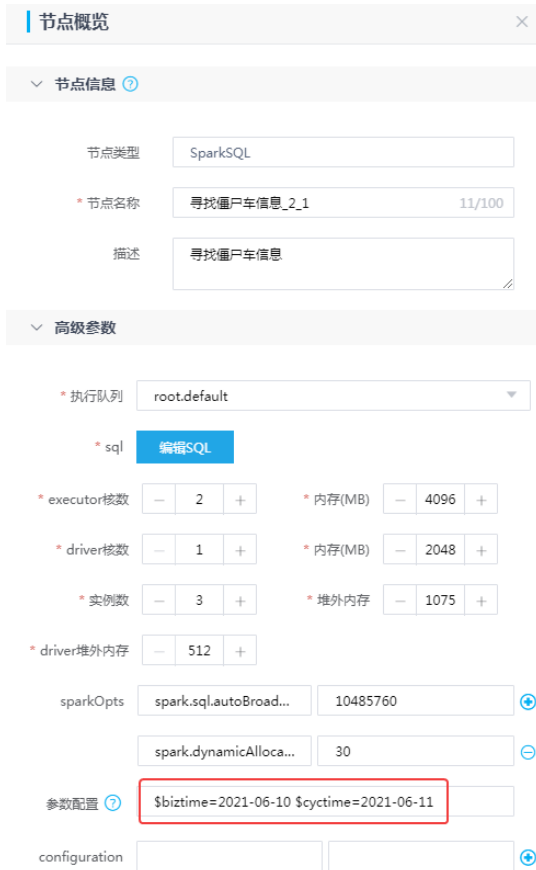 节点概览
节点信息
节点类型 SparkSQL
* 节点名称 寻找僵尸车信息_2_1 11/100
描述 寻找僵尸车信息
高级参数
* 执行队列 root.default
* sql 编辑SQL
* executor核数 2 * 内存(MB) 4096
* driver核数 1 * 内存(MB) 2048
* 实例数 3 * 堆外内存 1075
* driver堆外内存 512
sparkOpts spark.sql.autoBroad... 10485760
spark.dynamicAlloca... 30
参数配置 $biztime=2021-06-10 $cyctime=2021-06-11
configuration